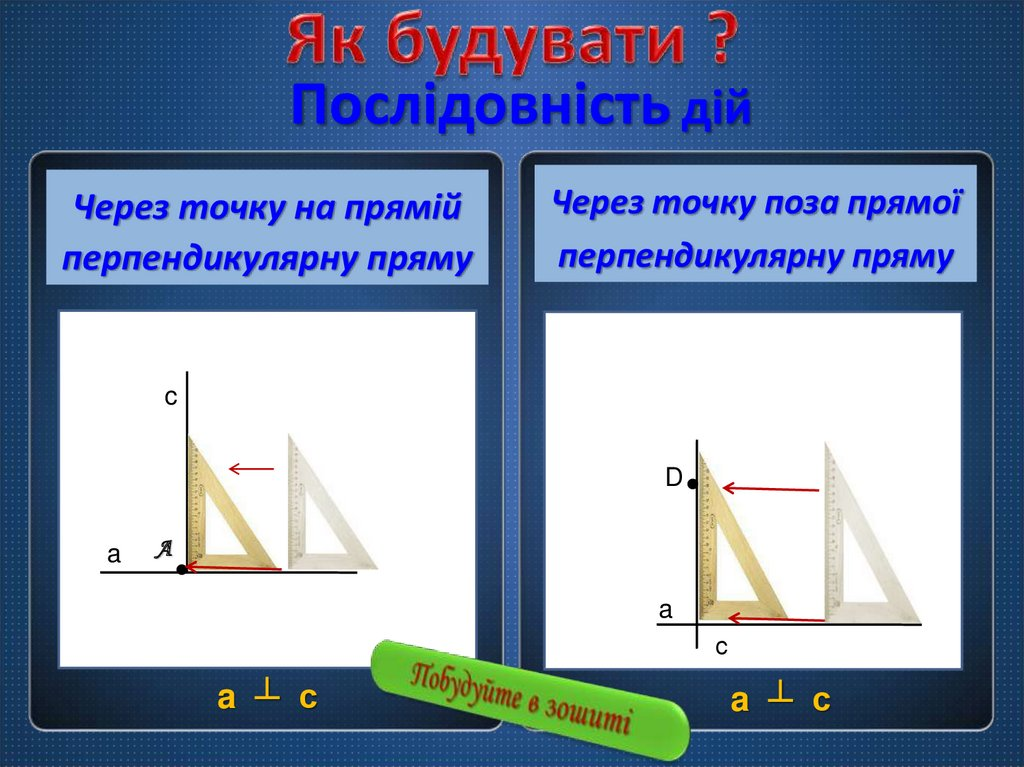 Як будувати ?
Послідовність дій
Через точку на прямій
перпендикулярну пряму
c
a
A
a ┴ c
Через точку поза прямої
перпендикулярну пряму
D
a
c
a ┴ c
Побудуйте в зошиті